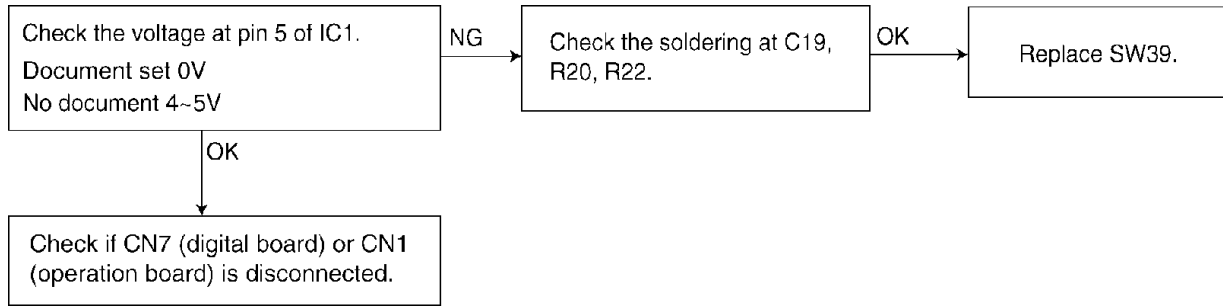 Check the voltage at pin 5 of IC1.
Document set 0V
No document 4~5V
NG
Check the soldering at C19,
R20, R22.
OK
Replace SW39.
OK
Check if CN7 (digital board) or CN1
(operation board) is disconnected.